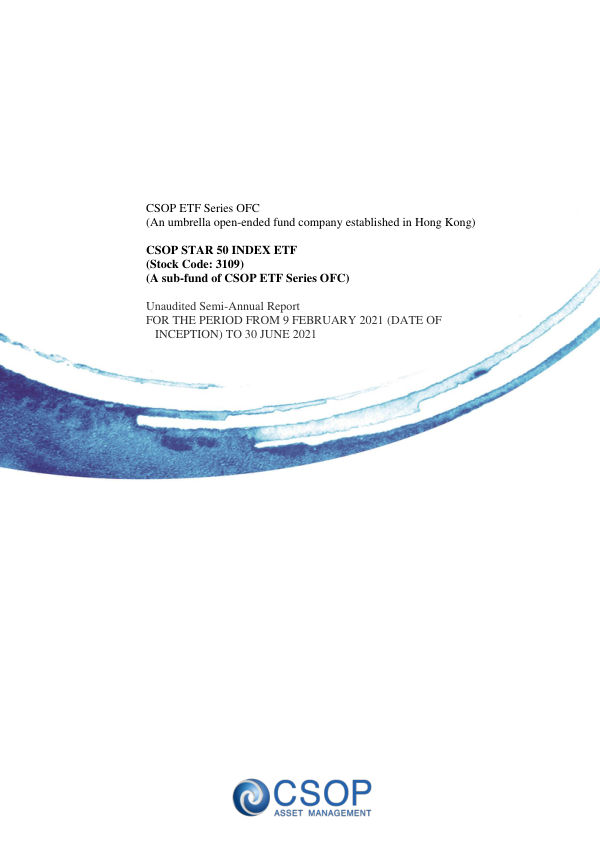 CSOP ETF Series OFC
(An umbrella open-ended fund company established in Hong Kong)
CSOP STAR 50 INDEX ETF
(Stock Code: 3109)
(A sub-fund of CSOP ETF Series OFC)
Unaudited Semi-Annual Report
FOR THE PERIOD FROM 9 FEBRUARY 2021 (DATE OF
INCEPTION) TO 30 JUNE 2021
CSOP
ASSET MANAGEMENT